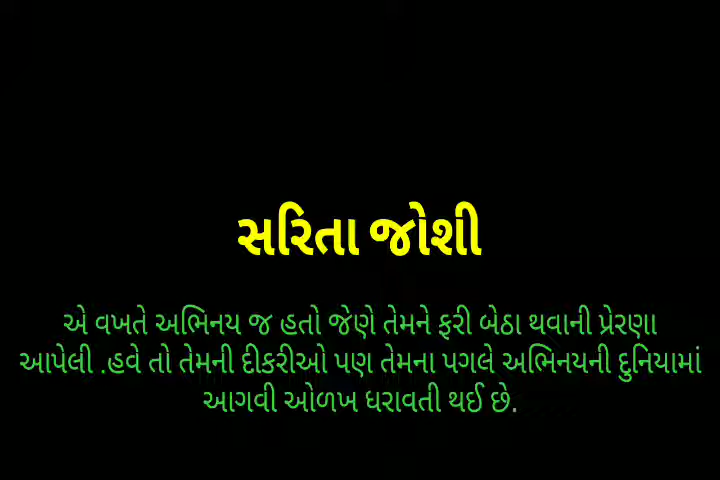 સરિતા જોશી
એ વખતે અભિનય જ હતો જેણે તેમને ફરી બેઠા થવાની પ્રેરણા
આપેલી .હવે તો તેમની દીકરીઓ પણ તેમના પગલે અભિનયની દુનિયામાં
આગવી ઓળખ ધરાવતી થઈ છે.